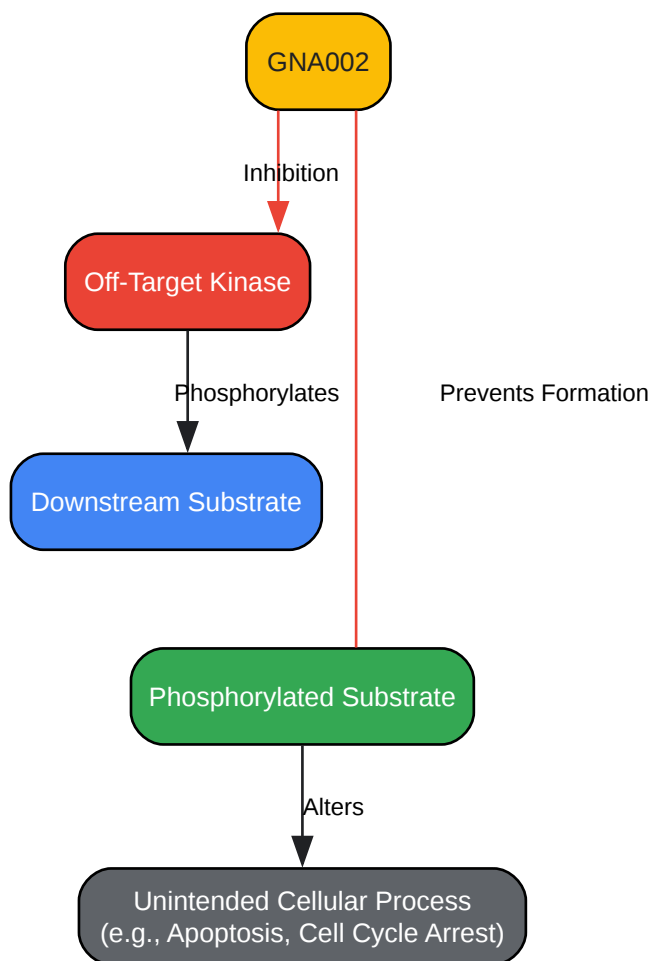 GNA002
Inhibition
Off-Target Kinase
Phosphorylates
Prevents Formation
Downstream Substrate
Phosphorylated Substrate
Alters
Unintended Cellular Process
(e.g., Apoptosis, Cell Cycle Arrest)